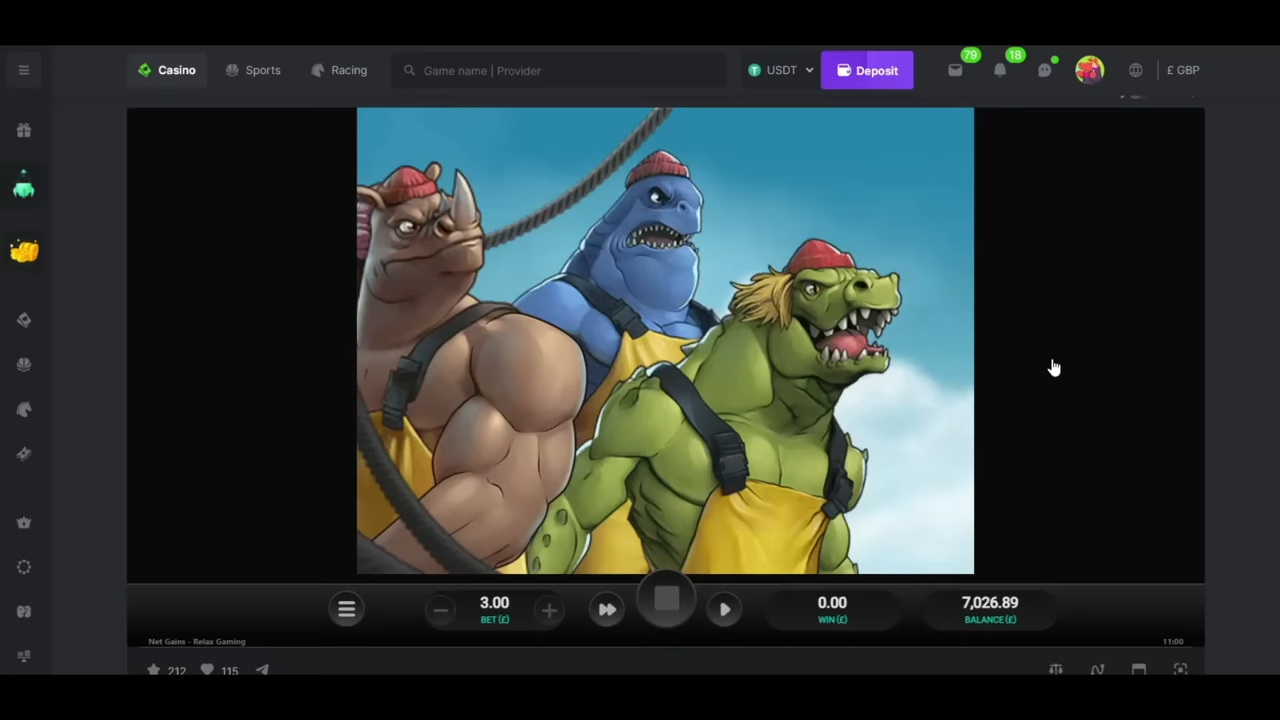 Casino
Sports
Racing
Game name | Provider
USDT
Deposit
79
18
£ GBP
3.00
BET (£)
0.00
WIN (£)
7,026.89
BALANCE (£)
Net Gains - Relax Gaming
11:00
212
115